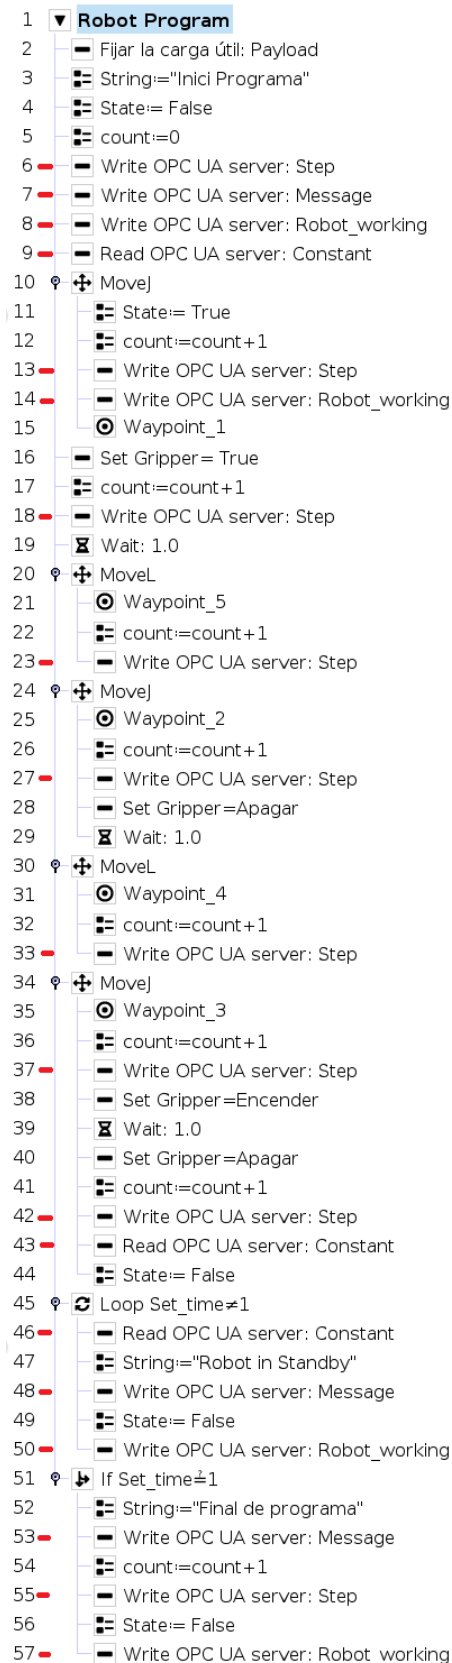 1 ▼ Robot Program
2 Fijar la carga útil: Payload
3 String:="Inici Programa"
4 State:= False
5 count:=0
6 Write OPC UA server: Step
7 Write OPC UA server: Message
8 Write OPC UA server: Robot_working
9 Read OPC UA server: Constant
10 MoveJ
11 State:= True
12 count:=count+1
13 Write OPC UA server: Step
14 Write OPC UA server: Robot_working
15 Waypoint_1
16 Set Gripper= True
17 count:=count+1
18 Write OPC UA server: Step
19 Wait: 1.0
20 MoveL
21 Waypoint_5
22 count:=count+1
23 Write OPC UA server: Step
24 MoveJ
25 Waypoint_2
26 count:=count+1
27 Write OPC UA server: Step
28 Set Gripper=Apagar
29 Wait: 1.0
30 MoveL
31 Waypoint_4
32 count:=count+1
33 Write OPC UA server: Step
34 MoveJ
35 Waypoint_3
36 count:=count+1
37 Write OPC UA server: Step
38 Set Gripper=Encender
39 Wait: 1.0
40 Set Gripper=Apagar
41 count:=count+1
42 Write OPC UA server: Step
43 Read OPC UA server: Constant
44 State:= False
45 Loop Set_time≠1
46 Read OPC UA server: Constant
47 String:="Robot in Standby"
48 Write OPC UA server: Message
49 State:= False
50 Write OPC UA server: Robot_working
51 If Set_time≟1
52 String:="Final de programa"
53 Write OPC UA server: Message
54 count:=count+1
55 Write OPC UA server: Step
56 State:= False
57 Write OPC UA server: Robot_working